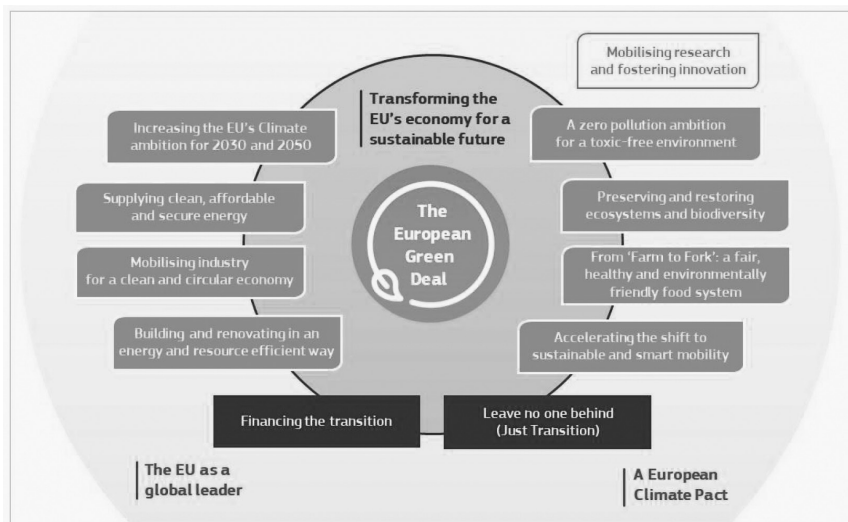 Mobilising research
and fostering innovation
Transforming the
EU's economy for a
sustainable future
Increasing the EU's Climate
ambition for 2030 and 2050
A zero pollution ambition
for a toxic-free environment
Supplying clean, affordable
and secure energy
Preserving and restoring
ecosystems and biodiversity
The
European
Green
Deal
Mobilising industry
for a clean and circular economy
From 'Farm to Fork': a fair,
healthy and environmentally
friendly food system
Building and renovating in an
energy and resource efficient way
Accelerating the shift to
sustainable and smart mobility
Financing the transition
Leave no one behind
(Just Transition)
The EU as a
global leader
A European
Climate Pact